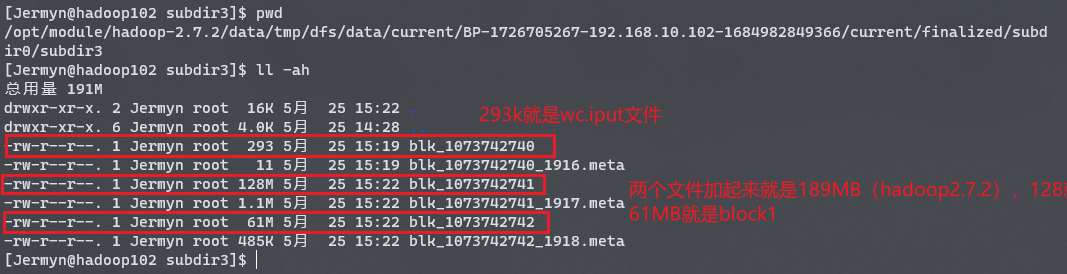 [Jermyn@hadoop102 subdir3]$ pwd
/opt/module/hadoop-2.7.2/data/tmp/dfs/data/current/BP-1726705267-192.168.10.102-1684982849366/current/finalized/subd
ir0/subdir3
[Jermyn@hadoop102 subdir3]$ ll -ah
总用量 191M
drwxr-xr-x. 2 Jermyn root  16K 5月  25 15:22 .
293k就是wc.iput文件
drwxr-xr-x. 6 Jermyn root 4.0K 5月  25 14:28 ..
-rw-r--r--. 1 Jermyn root  293 5月  25 15:19 blk_1073742740
-rw-r--r--. 1 Jermyn root   11 5月  25 15:19 blk_1073742740_1916.meta
-rw-r--r--. 1 Jermyn root 128M 5月  25 15:22 blk_1073742741
两个文件加起来就是189MB（hadoop2.7.2），128
-rw-r--r--. 1 Jermyn root 1.1M 5月  25 15:22 blk_1073742741_1917.meta
61MB就是block1
-rw-r--r--. 1 Jermyn root  61M 5月  25 15:22 blk_1073742742
-rw-r--r--. 1 Jermyn root 485K 5月  25 15:22 blk_1073742742_1918.meta
[Jermyn@hadoop102 subdir3]$